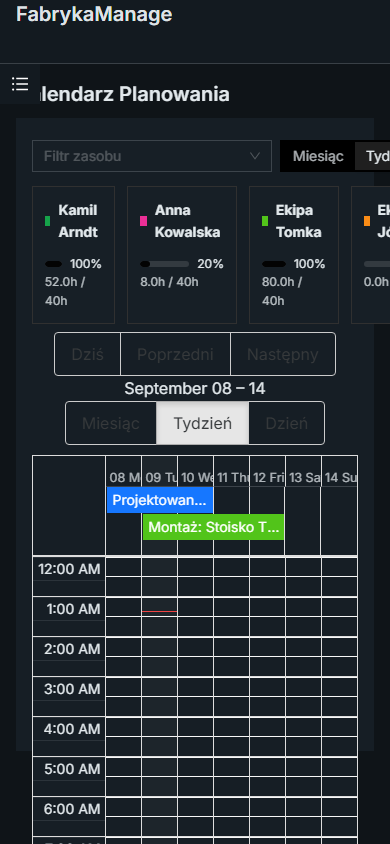 FabrykaManage
alendarz Planowania
Filtr zasobu
Miesiąc
Tyd
Kamil
Arndt
100%
52.0h /
40h
Anna
Kowalska
20%
8.0h / 40h
Ekipa
Tomka
100%
80.0h /
40h
0.0h
Dziś
Poprzedni
Następny
September 08 – 14
Miesiąc
Tydzień
Dzień
08 M
09 Tu
10 We
11 Thu
12 Fri
13 Sa
14 Su
Projektowan...
Montaż: Stoisko T...
12:00 AM
1:00 AM
2:00 AM
3:00 AM
4:00 AM
5:00 AM
6:00 AM